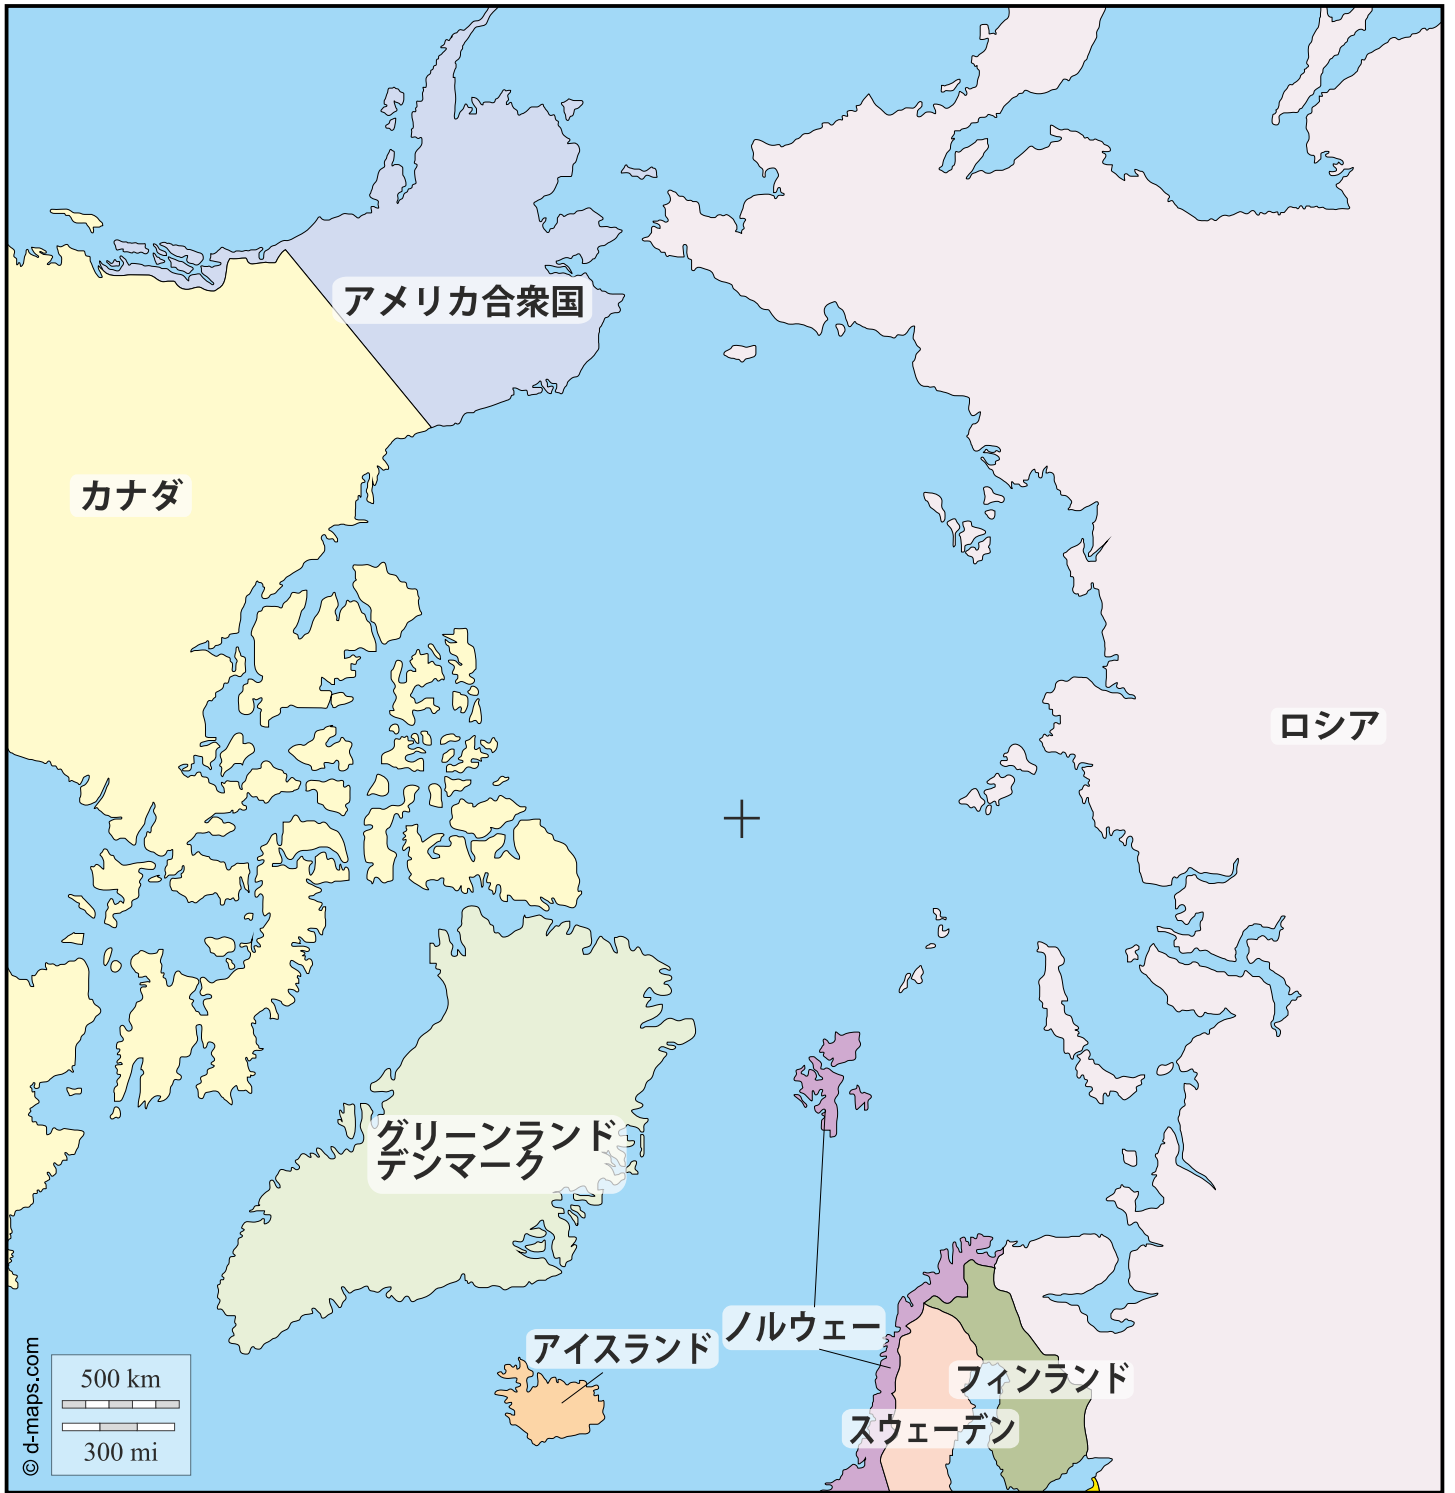 アメリカ合衆国
カナダ
ロシア
グリーンランド
デンマーク
ノルウェー
アイスランド
フィンランド
スウェーデン
500 km
300 mi
© d-maps.com